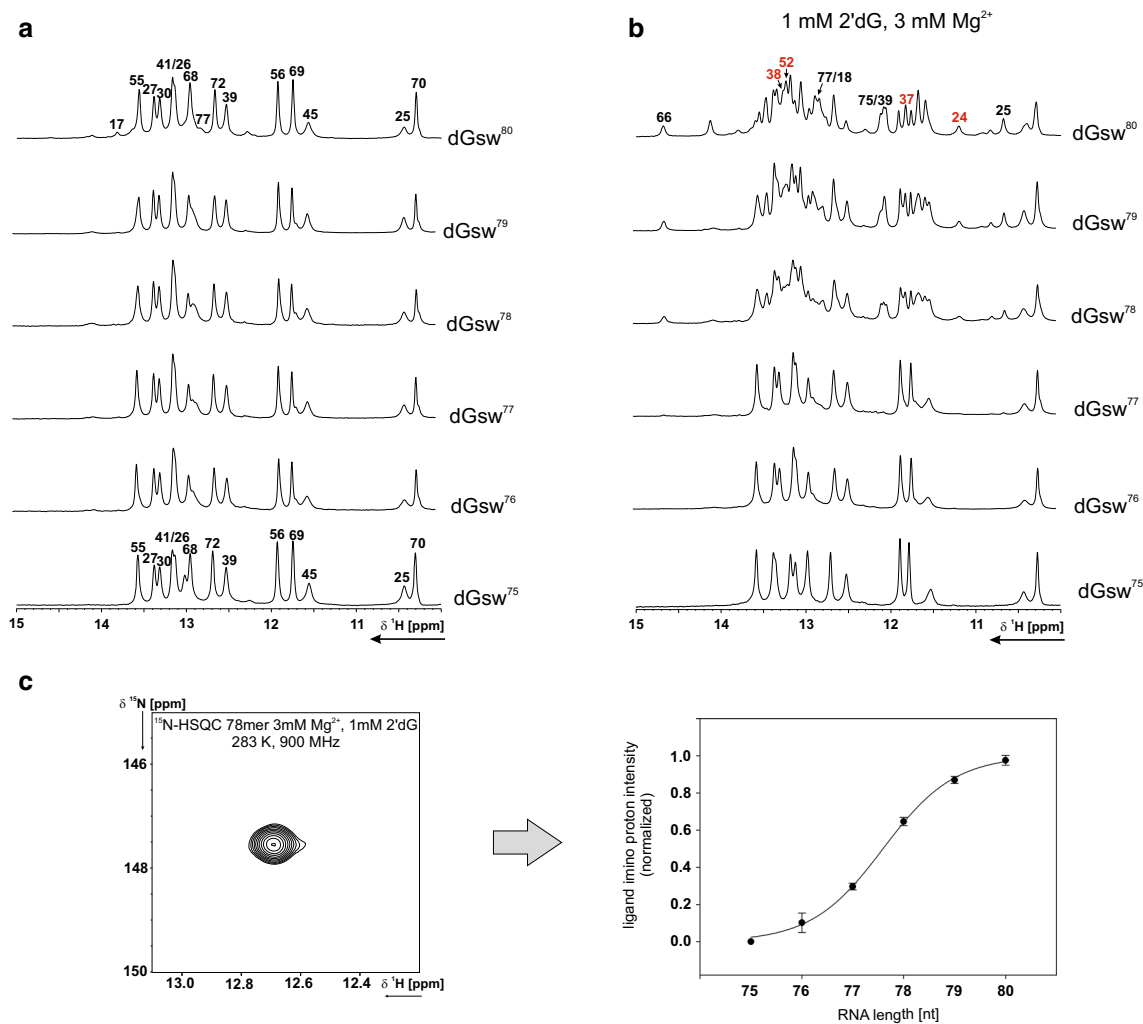 a
41/26
55
27
30
68
77
17
72
39
56
69
45
25
70
dGsw⁸⁰
dGsw⁷⁹
dGsw⁷⁸
dGsw⁷⁷
dGsw⁷⁶
41/26
55
27
30
68
72
39
56
69
45
25
70
dGsw⁷⁵
15 14 13 12 11
δ ¹H [ppm]
b
1 mM 2'dG, 3 mM Mg²⁺
52
38
77/18
75/39
37
24
25
66
dGsw⁸⁰
dGsw⁷⁹
dGsw⁷⁸
dGsw⁷⁷
dGsw⁷⁶
dGsw⁷⁵
15 14 13 12 11
δ ¹H [ppm]
c
δ ¹⁵N [ppm]
¹⁵N-HSQC 78mer 3mM Mg²⁺, 1mM 2'dG
283 K, 900 MHz
146
148
150
13.0 12.8 12.6 12.4
δ ¹H [ppm]
ligand imino proton intensity
(normalized)
1.0
0.8
0.6
0.4
0.2
0.0
75 76 77 78 79 80
RNA length [nt]